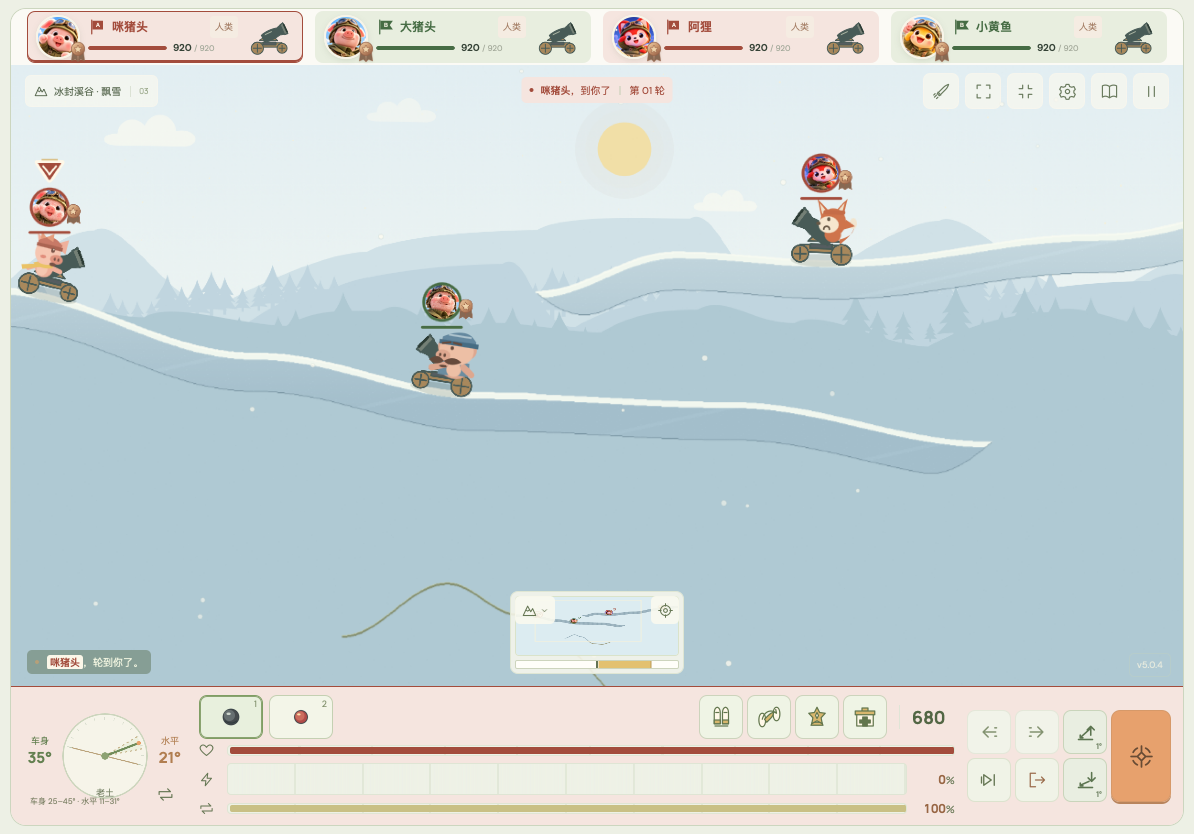 A 咪猪头 人类
920 / 920
B 大猪头 人类
920 / 920
A 阿狸 人类
920 / 920
B 小黄鱼 人类
920 / 920
冰封溪谷 · 飘雪 03
咪猪头，到你了 第 01 轮
咪猪头，轮到你了。
v5.0.4
1
2
680
车身
35°
水平
21°
老土
车身 25–45° · 水平 11–31°
0%
100%
1°
1°